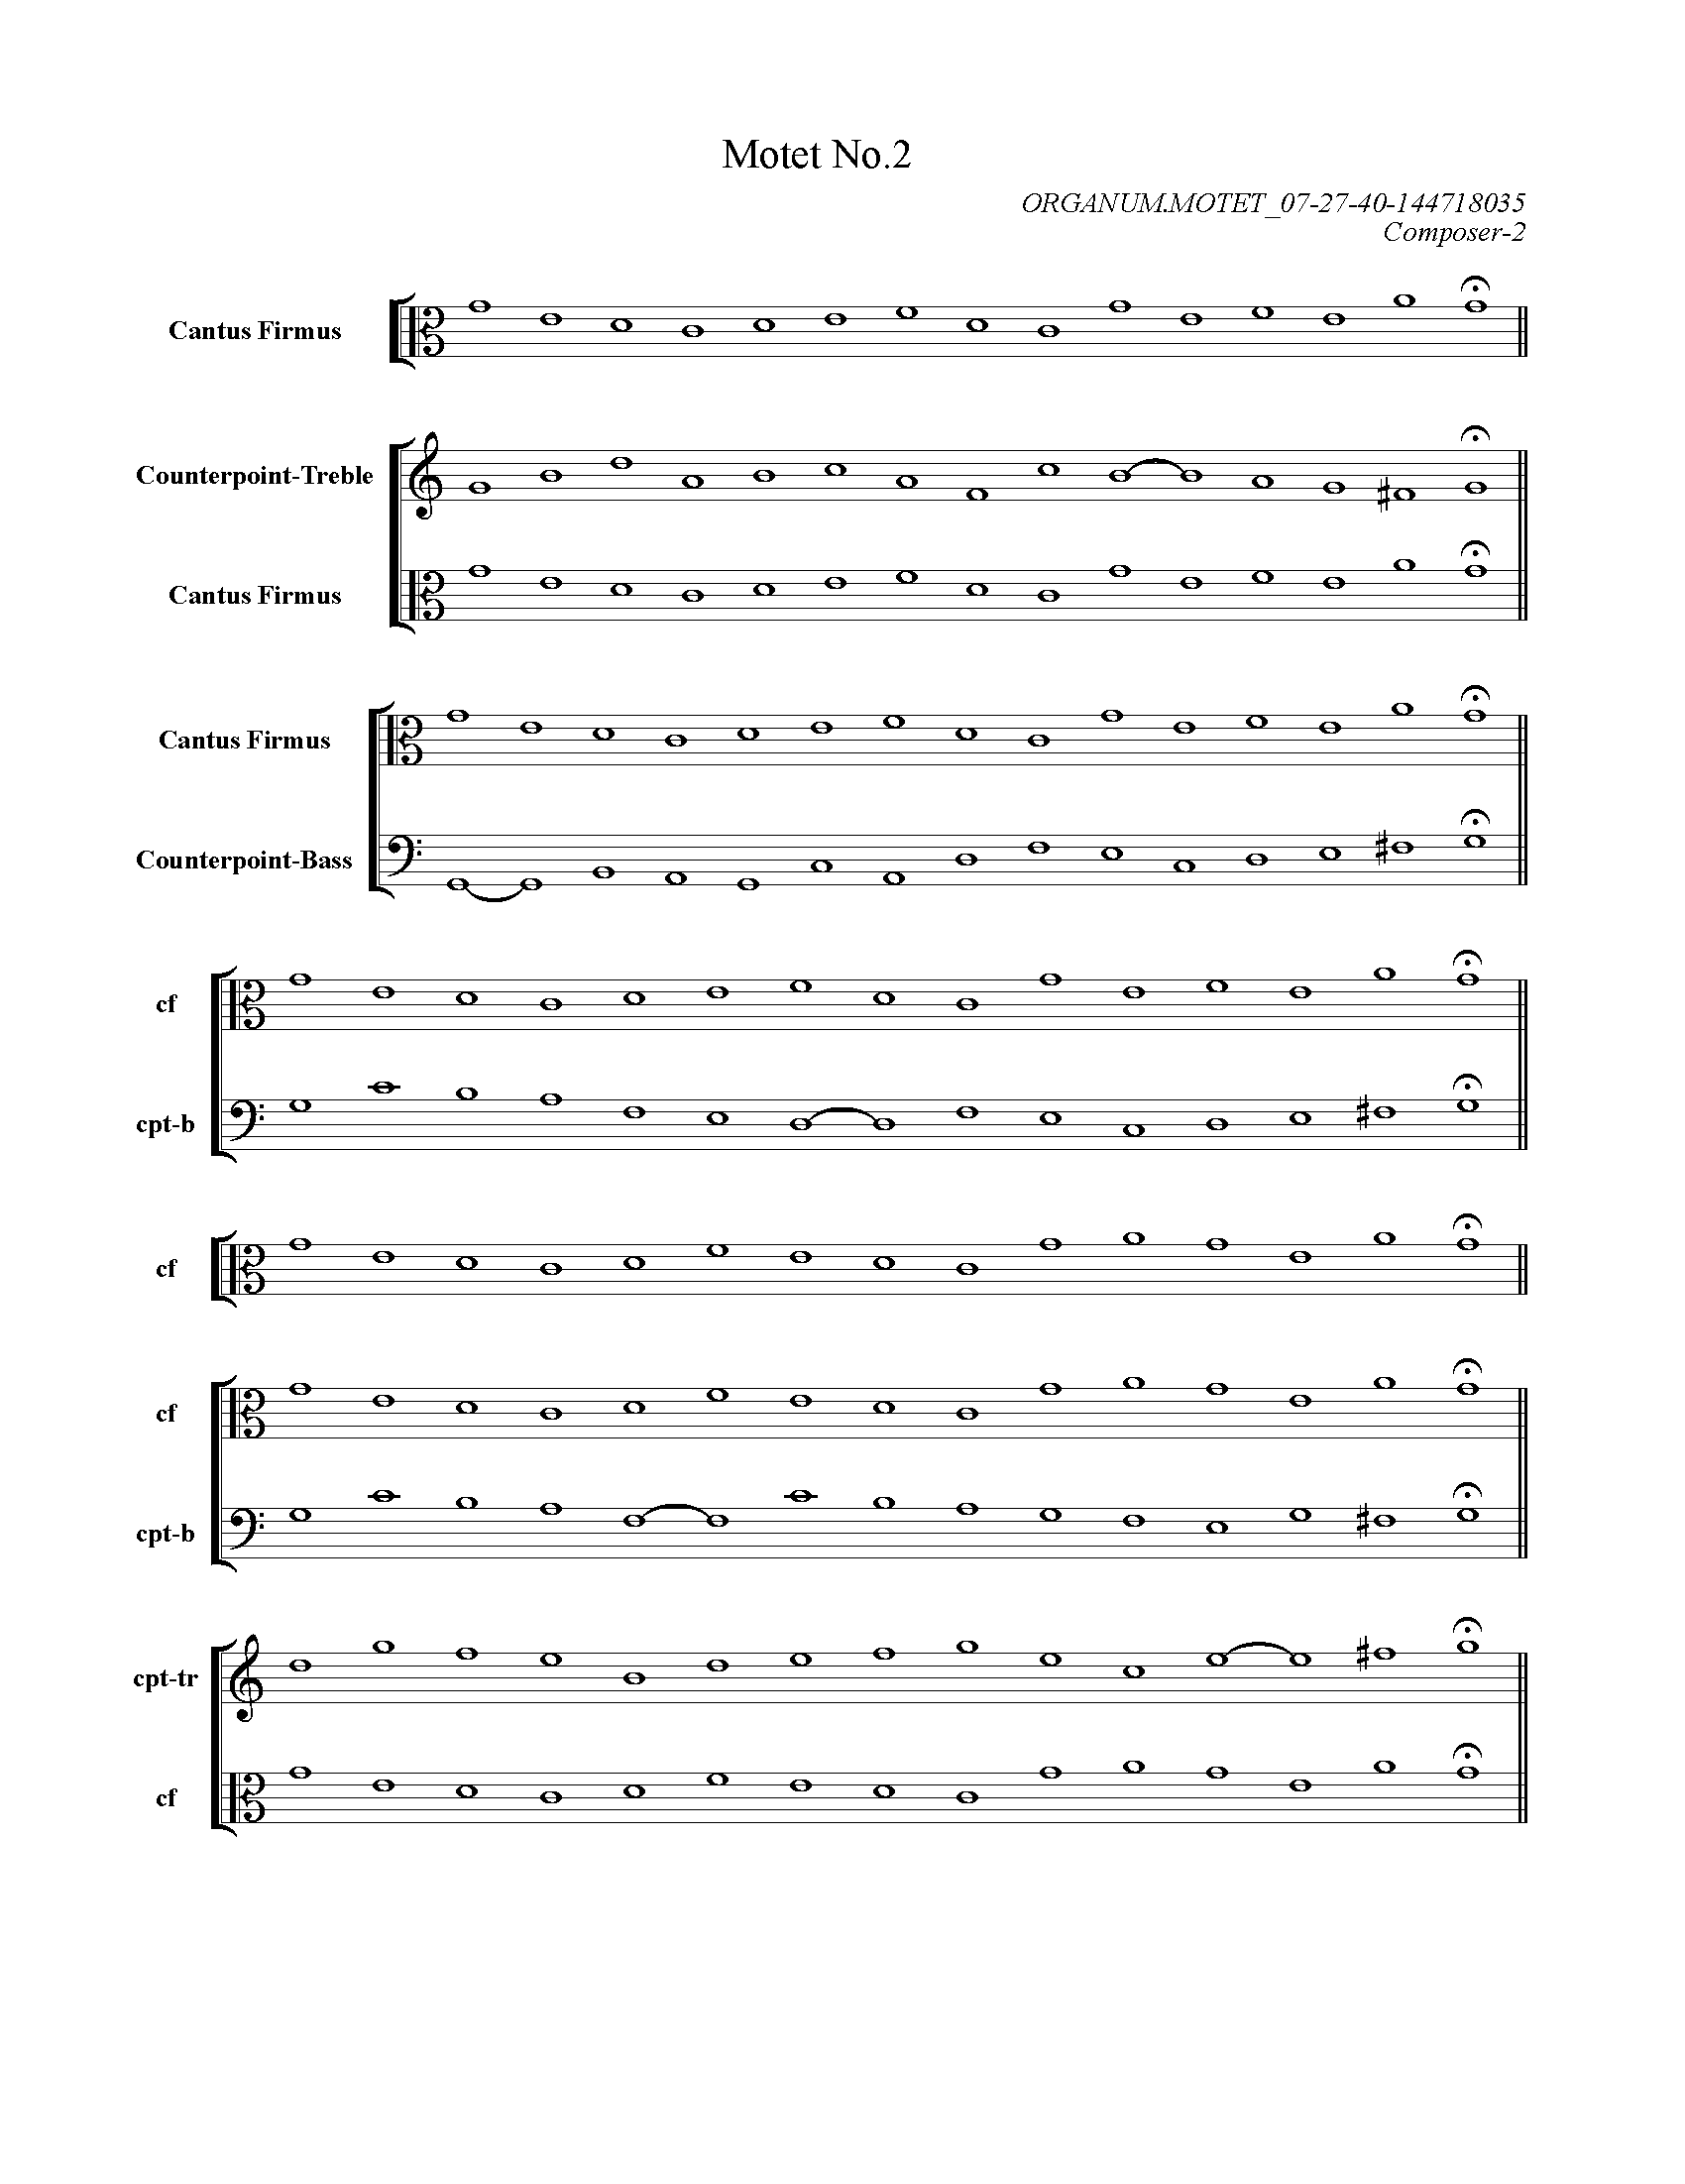 Motet No.2
ORGANUM.MOTET_07-27-40-144718035
Composer-2
Cantus Firmus
Counterpoint-Treble
Cantus Firmus
Cantus Firmus
Counterpoint-Bass
cf
cpt-b
cf
cf
cpt-b
cpt-tr
cf